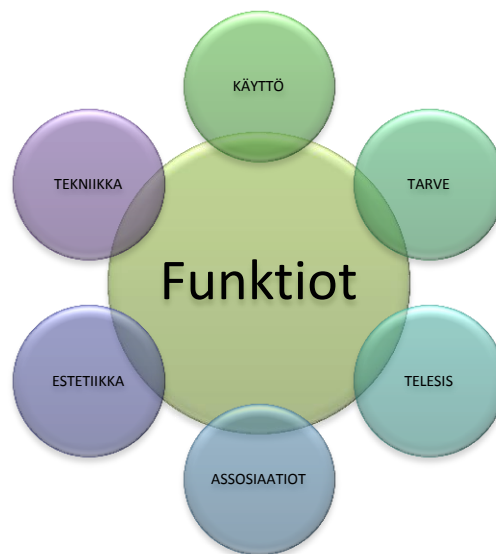 KÄYTTÖ
TEKNIIKKA
TARVE
Funktiot
ESTETIIKKA
TELESIS
ASSOSIAATIOT